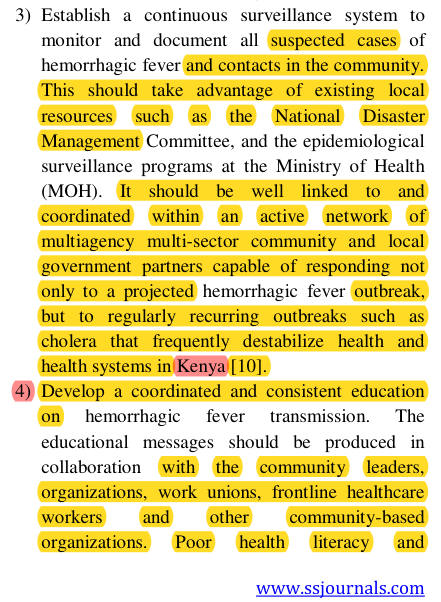 3) Establish a continuous surveillance system to
monitor and document all suspected cases of
hemorrhagic fever and contacts in the community.
This should take advantage of existing local
resources such as the National Disaster
Management Committee, and the epidemiological
surveillance programs at the Ministry of Health
(MOH). It should be well linked to and
coordinated within an active network of
multiagency multi-sector community and local
government partners capable of responding not
only to a projected hemorrhagic fever outbreak,
but to regularly recurring outbreaks such as
cholera that frequently destabilize health and
health systems in Kenya [10].
4) Develop a coordinated and consistent education
on hemorrhagic fever transmission. The
educational messages should be produced in
collaboration with the community leaders,
organizations, work unions, frontline healthcare
workers and other community-based
organizations. Poor health literacy and
www.ssjournals.com